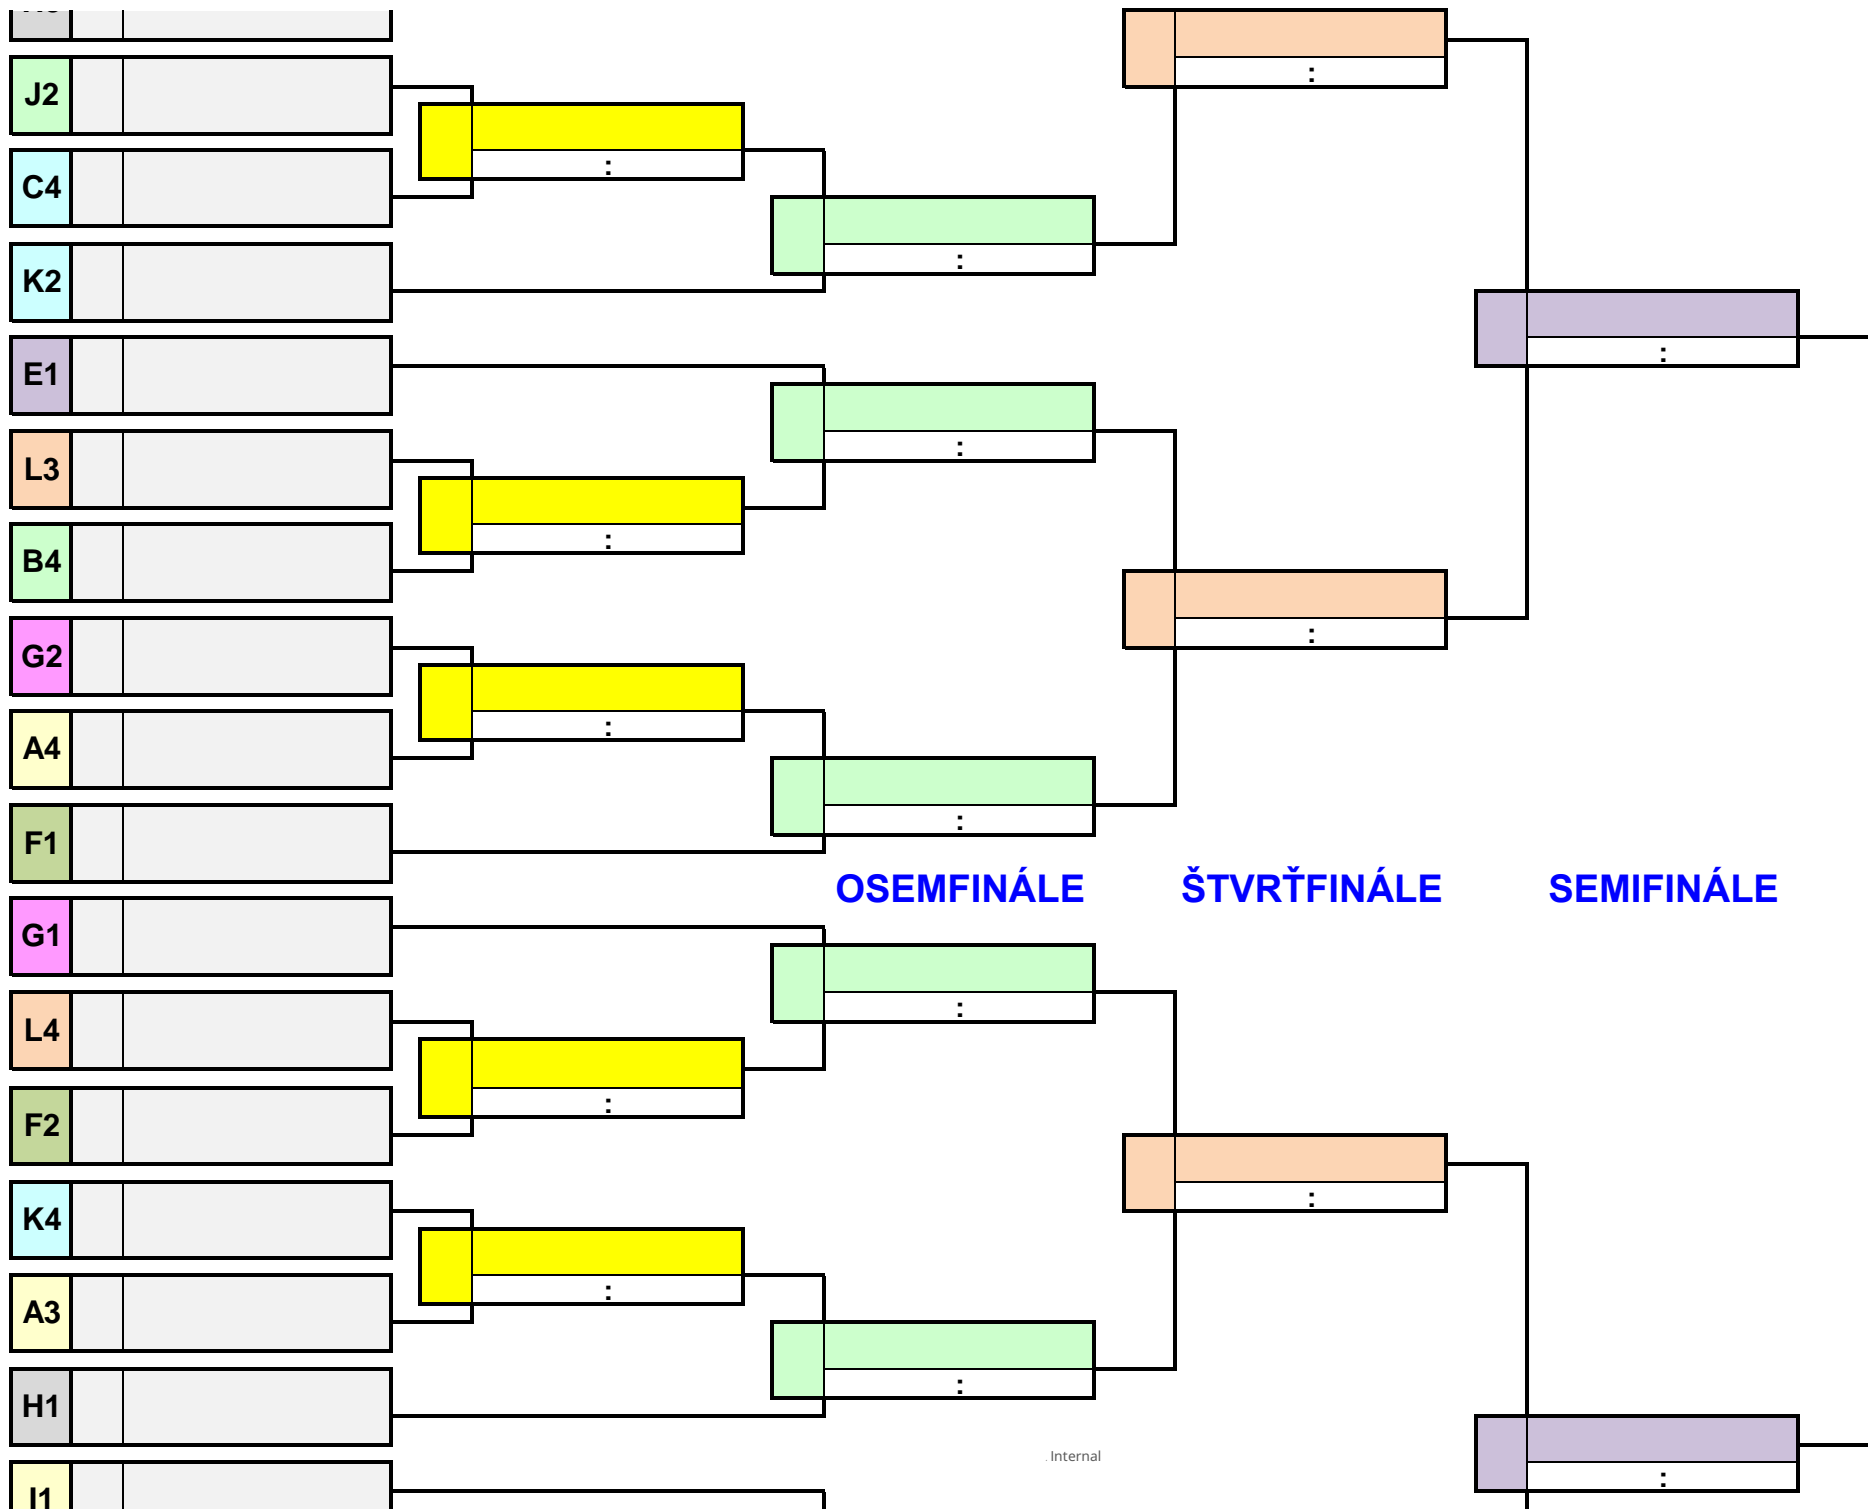 J2
:
:
C4
:
K2
:
E1
:
L3
:
B4
:
G2
:
A4
:
F1
OSEMFINÁLE ŠTVRŤFINÁLE SEMIFINÁLE
G1
:
L4
:
F2
K4
:
:
A3
:
H1
Internal
I1
: